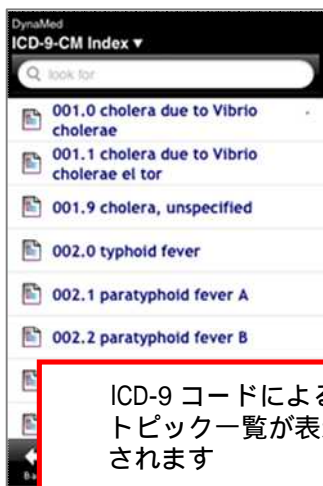 DynaMed
ICD-9-CM Index ▼
look for
001.0 cholera due to Vibrio
cholerae
001.1 cholera due to Vibrio
cholerae el tor
001.9 cholera, unspecified
002.0 typhoid fever
002.1 paratyphoid fever A
002.2 paratyphoid fever B
ICD-9 コードによる
トピック一覧が表
されます